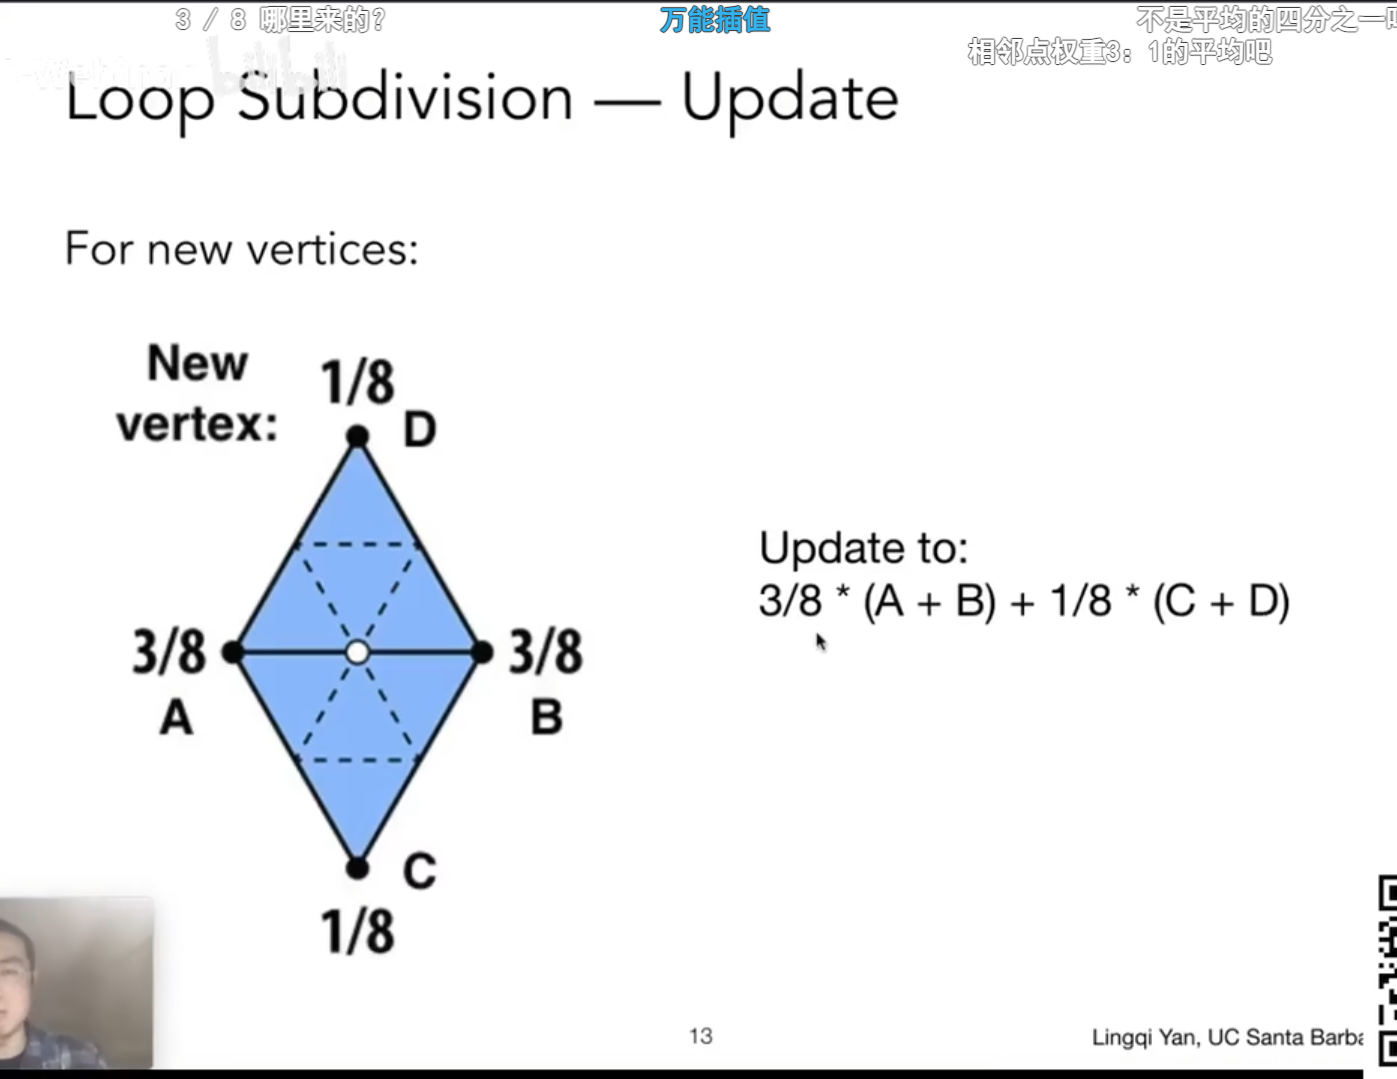 3 / 8 哪里来的？
万能插值
不是平均的四分之一
相邻点权重3：1的平均吧
bilibili
Loop Subdivision — Update
For new vertices:
New
vertex:
1/8
D
3/8
3/8
A
B
C
1/8
Update to:
3/8 * (A + B) + 1/8 * (C + D)
13
Lingqi Yan, UC Santa Barba